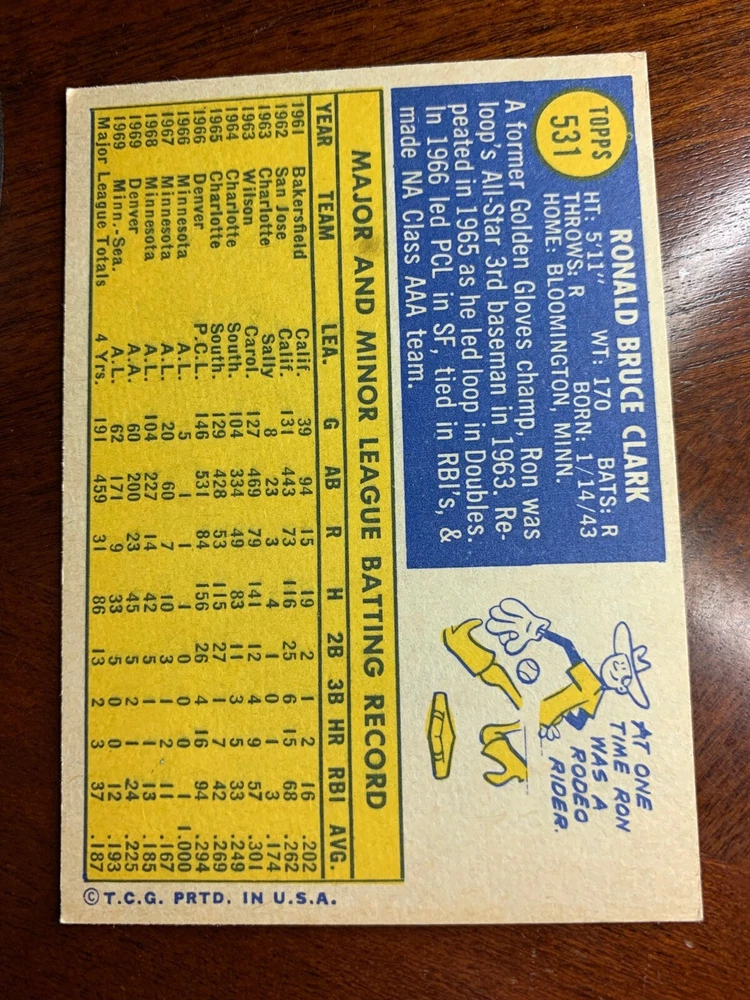 TOPPS
531
RONALD BRUCE CLARK
HT: 5'11" WT: 170 BATS: R
THROWS: R BORN: 1/14/43
HOME: BLOOMINGTON, MINN.
A former Golden Gloves champ, Ron was
loop's All-Star 3rd baseman in 1963. Re-
peated in 1965 as he led loop in Doubles.
In 1966 led PCL in SF, tied in RBI's, &
made NA Class AAA team.
AT ONE
TIME RON
WAS A
RODEO
RIDER.
MAJOR AND MINOR LEAGUE BATTING RECORD
YEAR TEAM LEA. G AB R H 2B 3B HR RBI AVG.
1961 Bakersfield Calif. 39 94 15 19 2 1 2 16 .202
1962 San Jose Calif. 131 443 73 116 25 6 15 68 .262
1963 Charlotte Sally 8 23 3 4 1 0 1 3 .174
1963 Wilson Carol. 127 469 79 141 12 4 9 57 .301
1964 Charlotte South. 104 334 49 83 11 3 5 33 .249
1965 Charlotte South. 129 428 53 115 27 1 7 42 .269
1966 Denver P.C.L. 146 531 84 156 26 4 16 94 .294
1966 Minnesota A.L. 5 1 1 1 0 0 0 1 1.000
1967 Minnesota A.L. 20 60 7 10 3 1 2 11 .167
1968 Minnesota A.L. 104 227 14 42 5 1 1 13 .185
1969 Denver A.A. 60 200 23 45 5 2 1 24 .225
1969 Minn.-Sea. A.L. 62 171 9 33 5 0 0 12 .193
Major League Totals 4 Yrs. 191 459 31 86 13 2 3 37 .187
© T.C.G. PRTD. IN U.S.A.